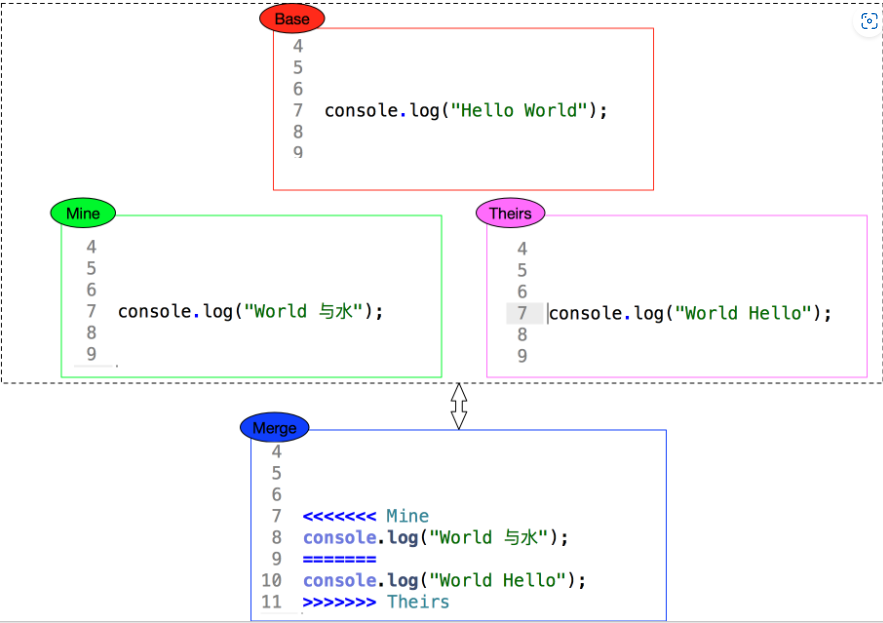 Base
4
5
6
7 console.log("Hello World");
8
9
Mine
4
5
6
7 console.log("World 与水");
8
9
Theirs
4
5
6
7 console.log("World Hello");
8
9
Merge
4
5
6
7 <<<<<<< Mine
8 console.log("World 与水");
9 =======
10 console.log("World Hello");
11 >>>>>>> Theirs